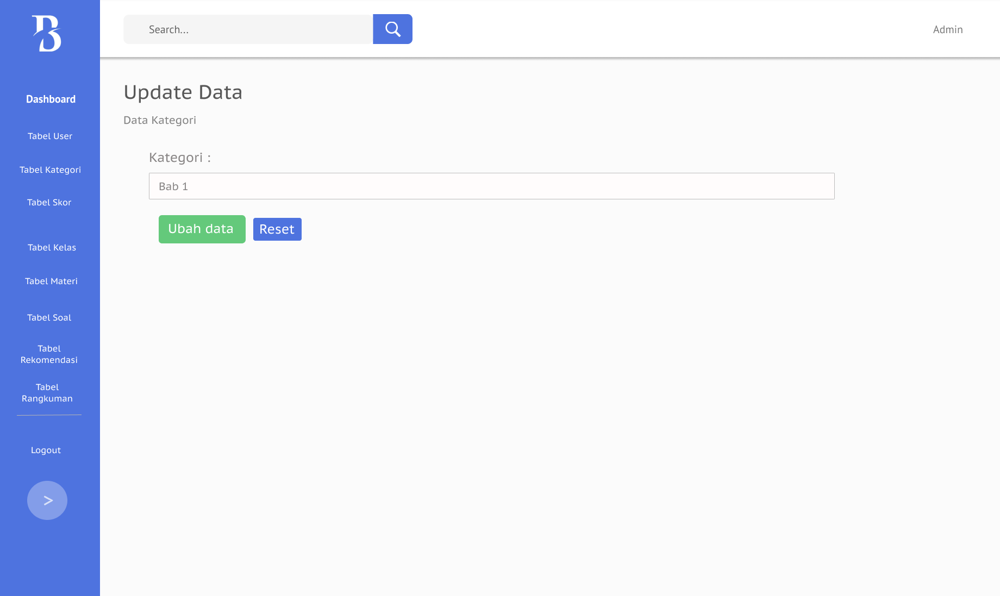 B
Search...
Admin
Dashboard
Tabel User
Tabel Kategori
Tabel Skor
Tabel Kelas
Tabel Materi
Tabel Soal
Tabel
Rekomendasi
Tabel
Rangkuman
Logout
>
Update Data
Data Kategori
Kategori :
Bab 1
Ubah data
Reset